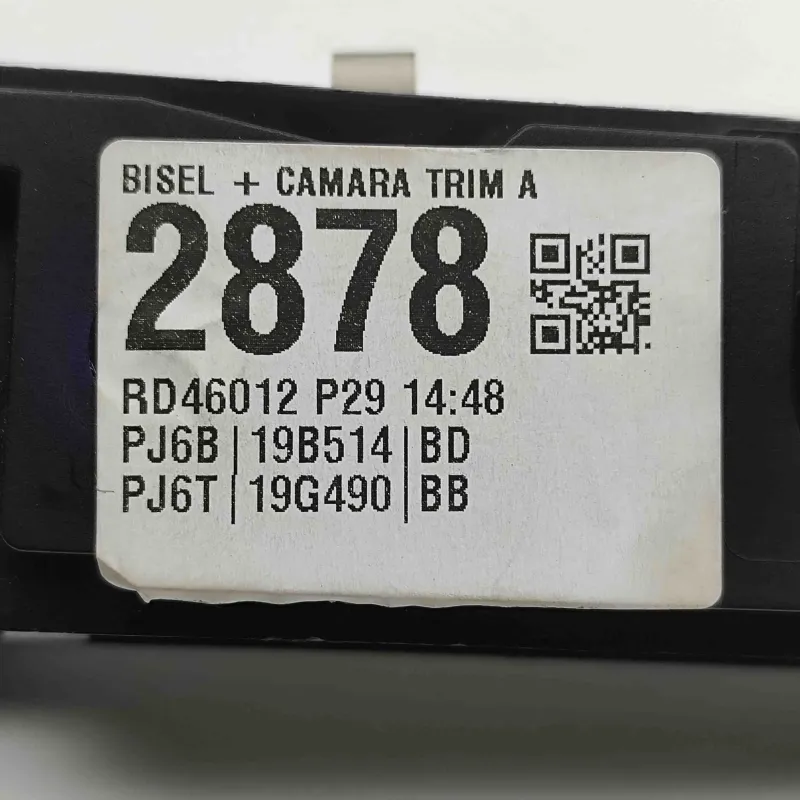 BISEL + CAMARA TRIM A
2878
RD46012 P29 14:48
PJ6B | 19B514 | BD
PJ6T | 19G490 | BB